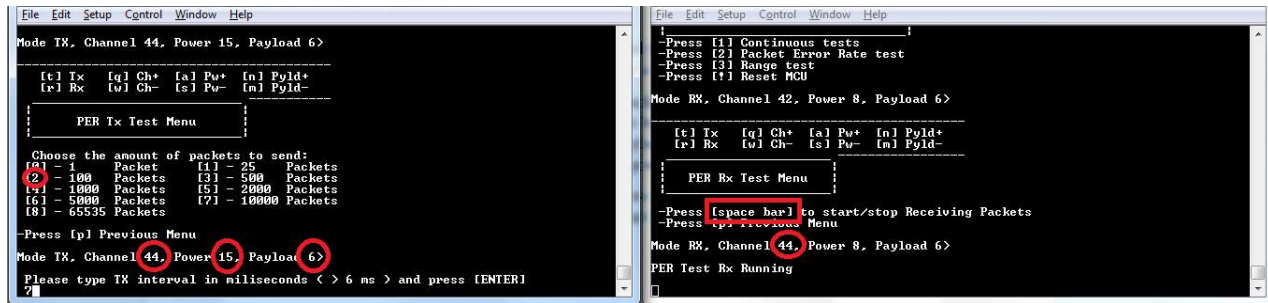 File Edit Setup Control Window Help
Mode TX, Channel 44, Power 15, Payload 6>
[t] Tx [q] Ch+ [a] Pw+ [n] Pyld+
[r] Rx [w] Ch- [s] Pw- [m] Pyld-
PER Tx Test Menu
Choose the amount of packets to send:
[0] - 1 Packet [1] - 25 Packets
[2 - 100 Packets [3] - 500 Packets
[4] - 1000 Packets [5] - 2000 Packets
[6] - 5000 Packets [7] - 10000 Packets
[8] - 65535 Packets
-Press [p] Previous Menu
Mode TX, Channel 44, Power 15, Payload 6>
Please type TX interval in miliseconds ( > 6 ms ) and press [ENTER]
?
File Edit Setup Control Window Help
-Press [1] Continuous tests
-Press [2] Packet Error Rate test
-Press [3] Range test
-Press [!] Reset MCU
Mode RX, Channel 42, Power 8, Payload 6>
[t] Tx [q] Ch+ [a] Pw+ [n] Pyld+
[r] Rx [w] Ch- [s] Pw- [m] Pyld-
PER Rx Test Menu
-Press [space bar] to start/stop Receiving Packets
-Press [p] Previous Menu
Mode RX, Channel 44, Power 8, Payload 6>
PER Test Rx Running